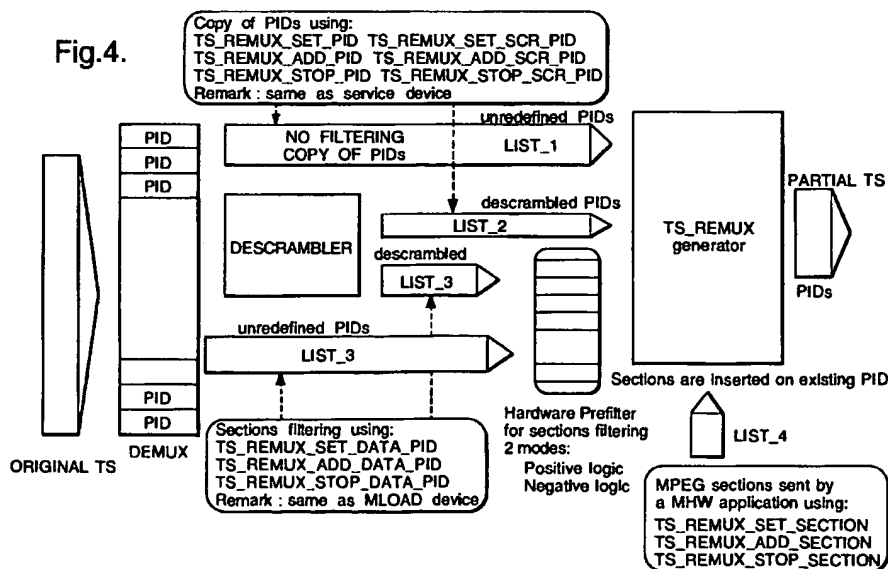 Fig.4.
Copy of PIDs using:
TS_REMUX_SET_PID TS_REMUX_SET_SCR_PID
TS_REMUX_ADD_PID TS_REMUX_ADD_SCR_PID
TS_REMUX_STOP_PID TS_REMUX_STOP_SCR_PID
Remark : same as service device
unredefined PIDs
NO FILTERING
COPY OF PIDs
LIST_1
PID
PID
PID
descrambled PIDs
LIST_2
DESCRAMBLER
descrambled
LIST_3
TS_REMUX
generator
PARTIAL TS
PIDs
unredefined PIDs
LIST_3
PID
PID
ORIGINAL TS
DEMUX
Sections filtering using:
TS_REMUX_SET_DATA_PID
TS_REMUX_ADD_DATA_PID
TS_REMUX_STOP_DATA_PID
Remark : same as MLOAD device
Hardware Prefilter
for sections filtering
2 modes:
Positive logic
Negative logic
Sections are inserted on existing PID
LIST_4
MPEG sections sent by
a MHW application using:
TS_REMUX_SET_SECTION
TS_REMUX_ADD_SECTION
TS_REMUX_STOP_SECTION